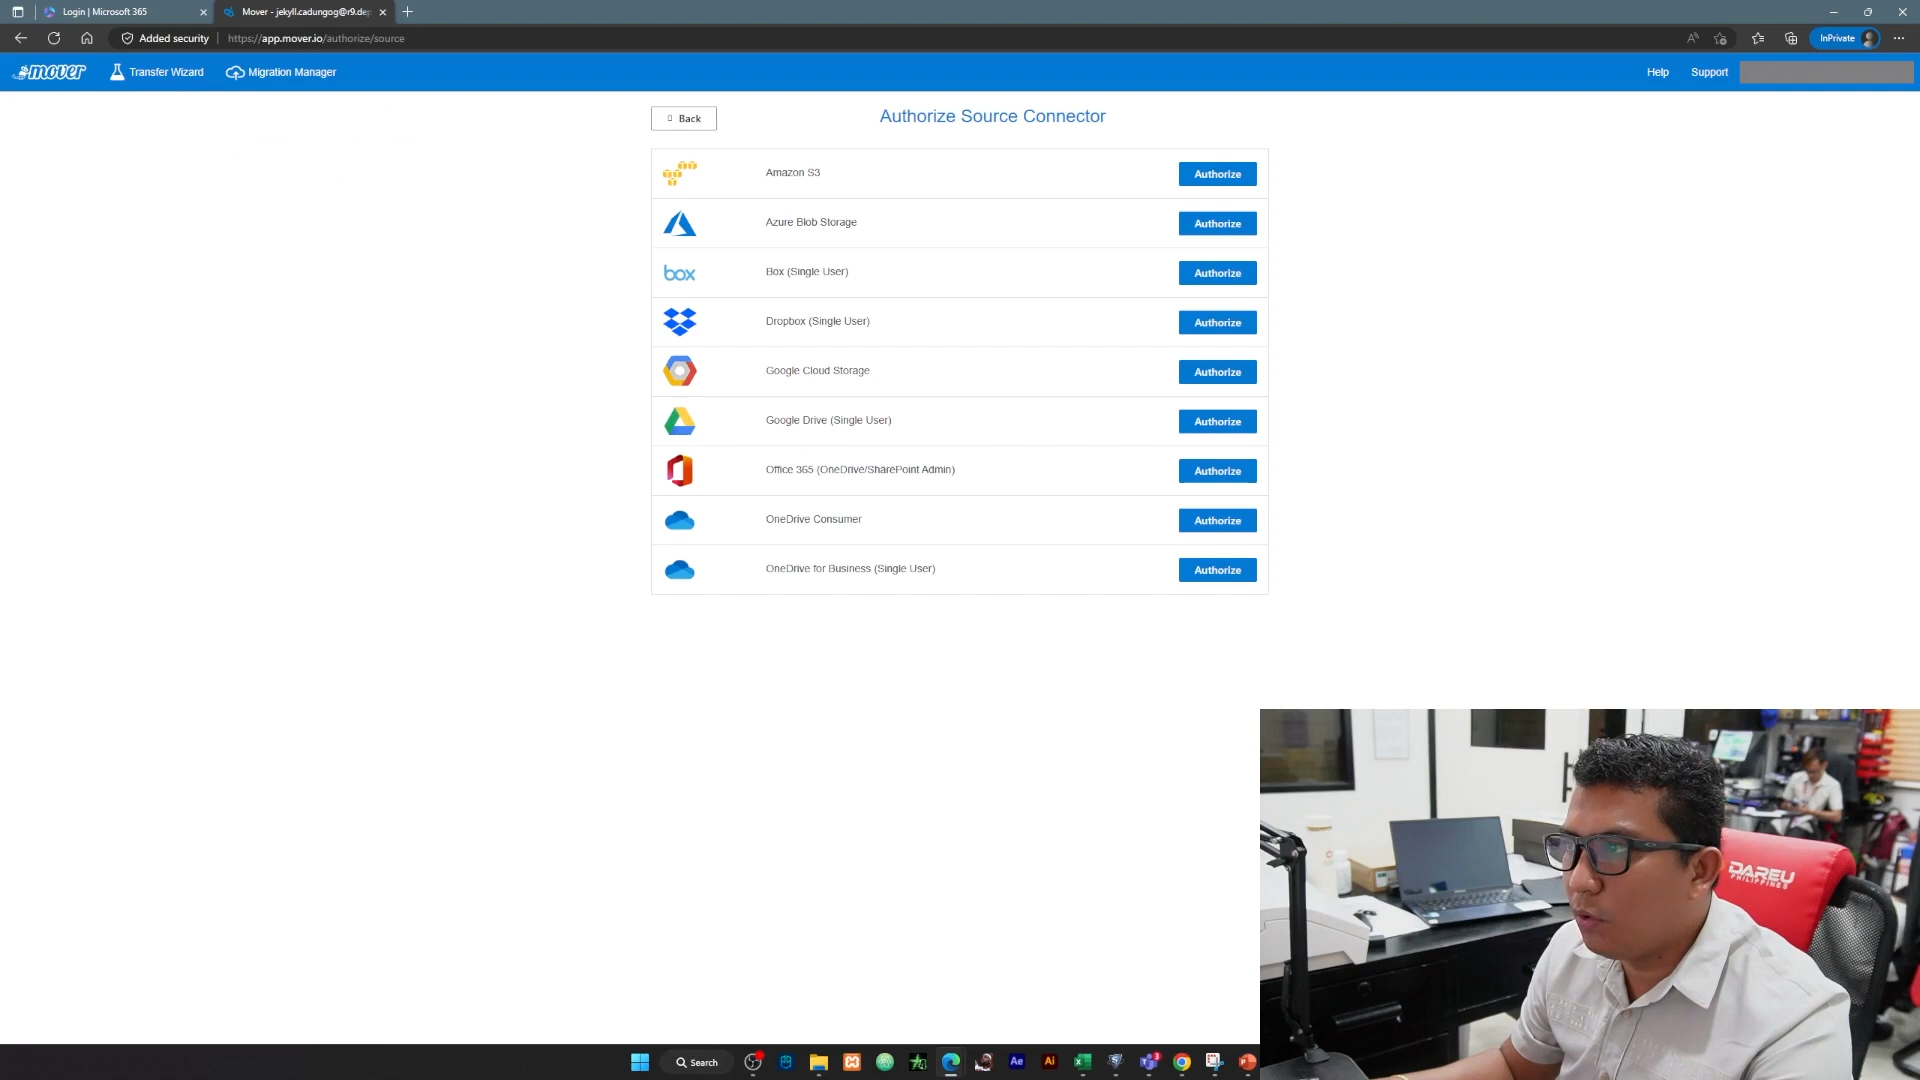 Login | Microsoft 365
Mover - jekyll.cadungog@r9.dep
Added security
https://app.mover.io/authorize/source
InPrivate
mover
Transfer Wizard
Migration Manager
Help
Support
Back
Authorize Source Connector
Amazon S3
Authorize
Azure Blob Storage
Authorize
box
Box (Single User)
Authorize
Dropbox (Single User)
Authorize
Google Cloud Storage
Authorize
Google Drive (Single User)
Authorize
Office 365 (OneDrive/SharePoint Admin)
Authorize
OneDrive Consumer
Authorize
OneDrive for Business (Single User)
Authorize
DAREU
PHILIPPINES
Search
Ae
Ai